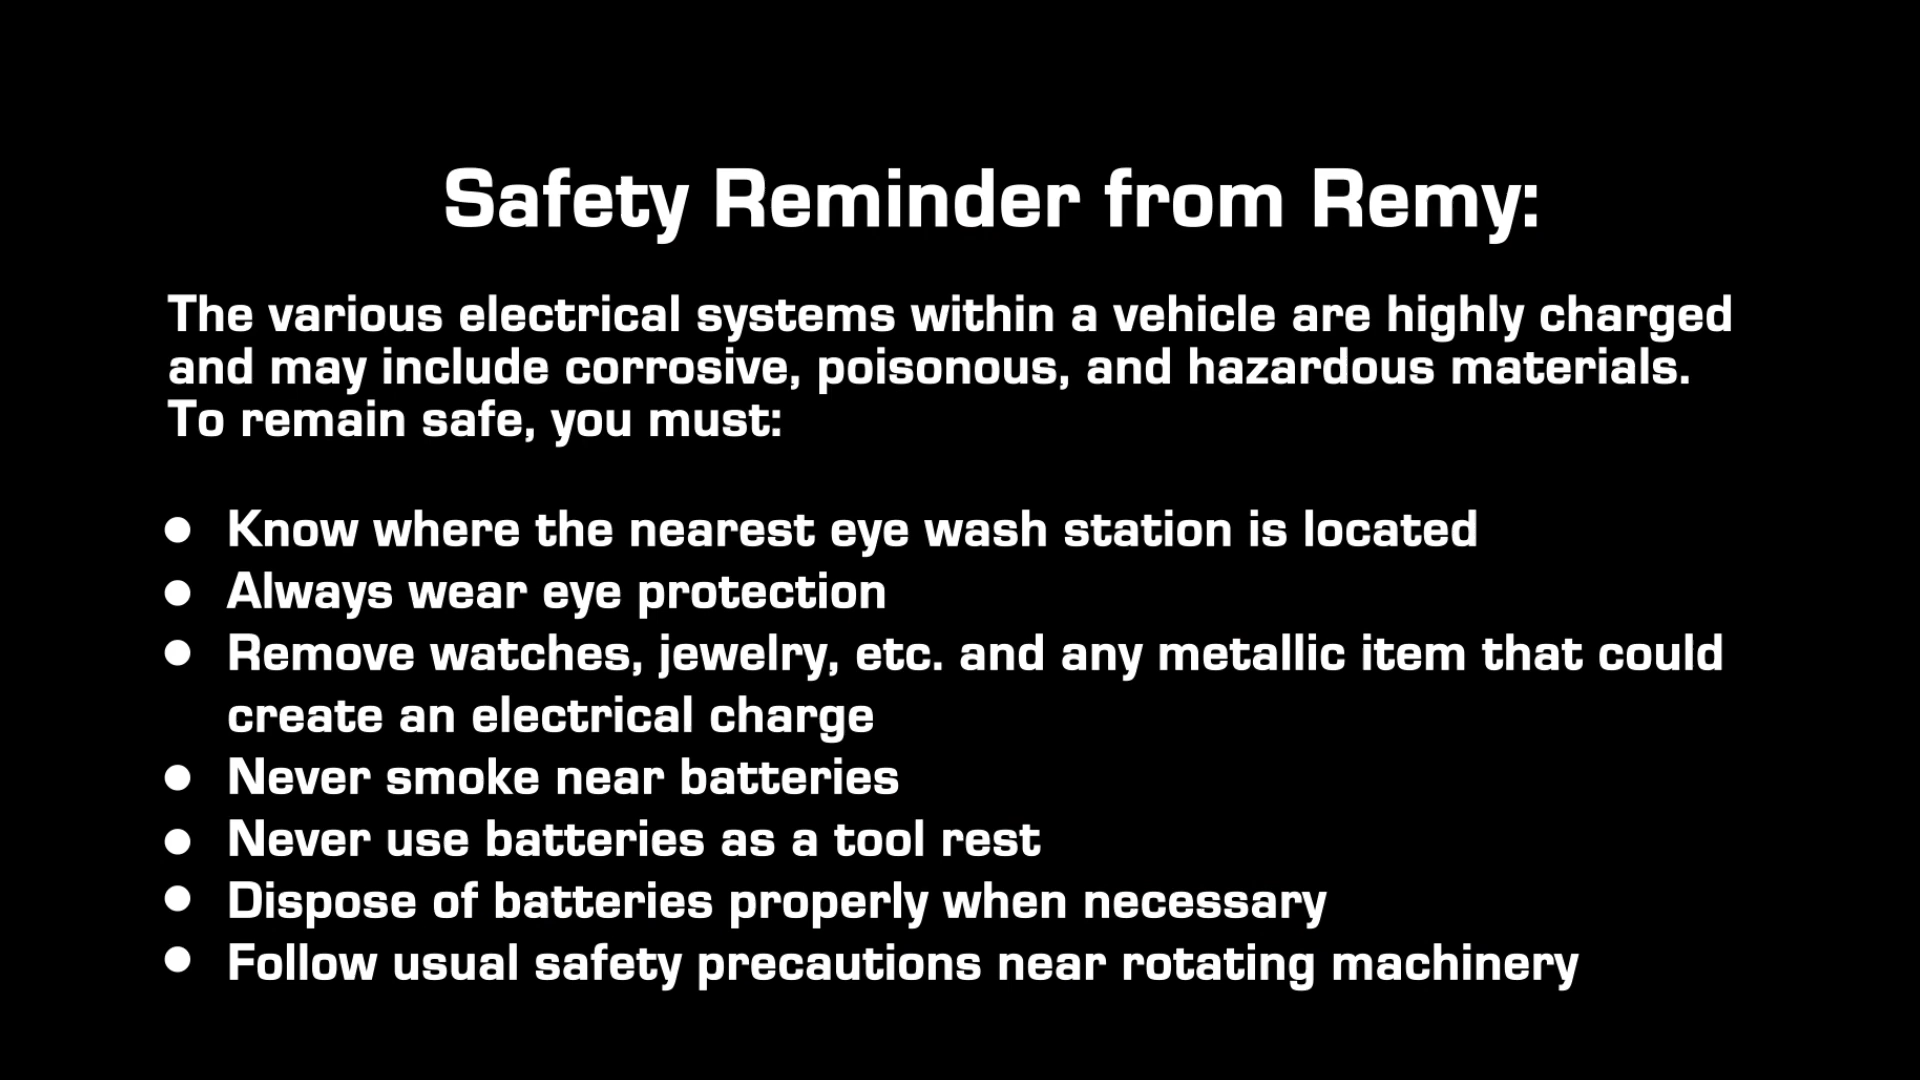 Safety Reminder from Remy:
The various electrical systems within a vehicle are highly charged
and may include corrosive, poisonous, and hazardous materials.
To remain safe, you must:
● Know where the nearest eye wash station is located
● Always wear eye protection
● Remove watches, jewelry, etc. and any metallic item that could
create an electrical charge
● Never smoke near batteries
● Never use batteries as a tool rest
● Dispose of batteries properly when necessary
● Follow usual safety precautions near rotating machinery